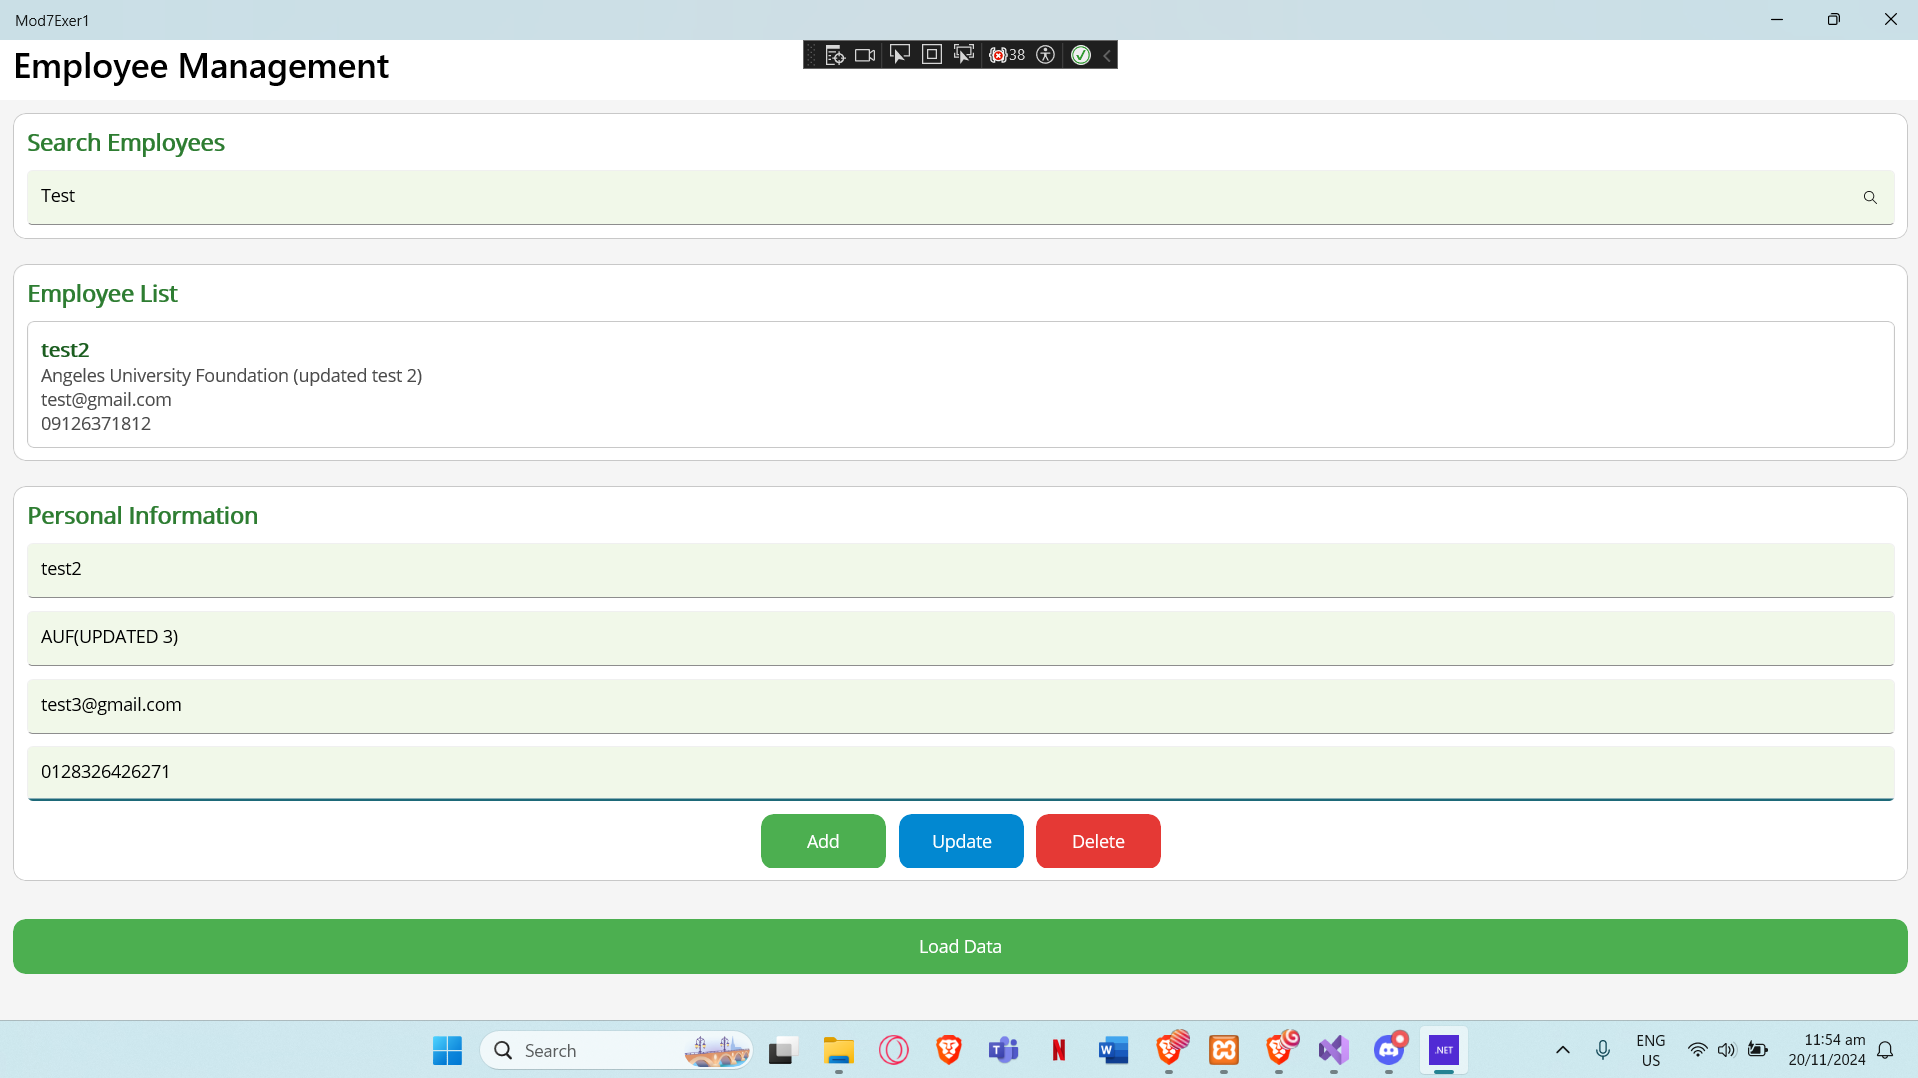 Mod7Exer1
Employee Management
38
Search Employees
Test
Employee List
test2
Angeles University Foundation (updated test 2)
test@gmail.com
09126371812
Personal Information
test2
AUF(UPDATED 3)
test3@gmail.com
0128326426271
Add
Update
Delete
Load Data
Search
N
W
.NET
ENG
US
11:54 am
20/11/2024